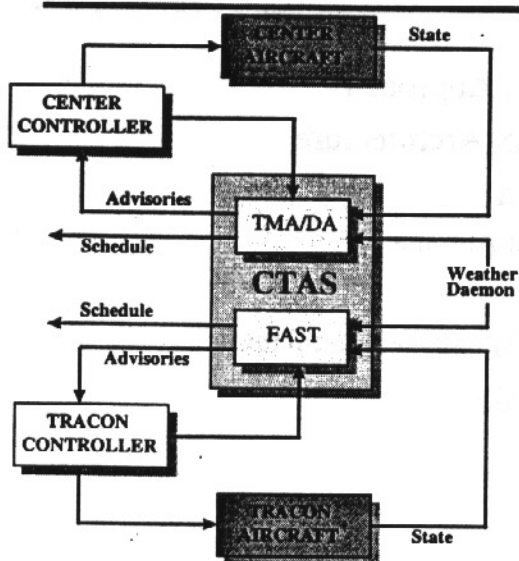 CENTER
AIRCRAFT
State
CENTER
CONTROLLER
Advisories
TMA/DA
Schedule
CTAS
Weather
Daemon
Schedule
FAST
Advisories
TRACON
CONTROLLER
TRACON
AIRCRAFT
State